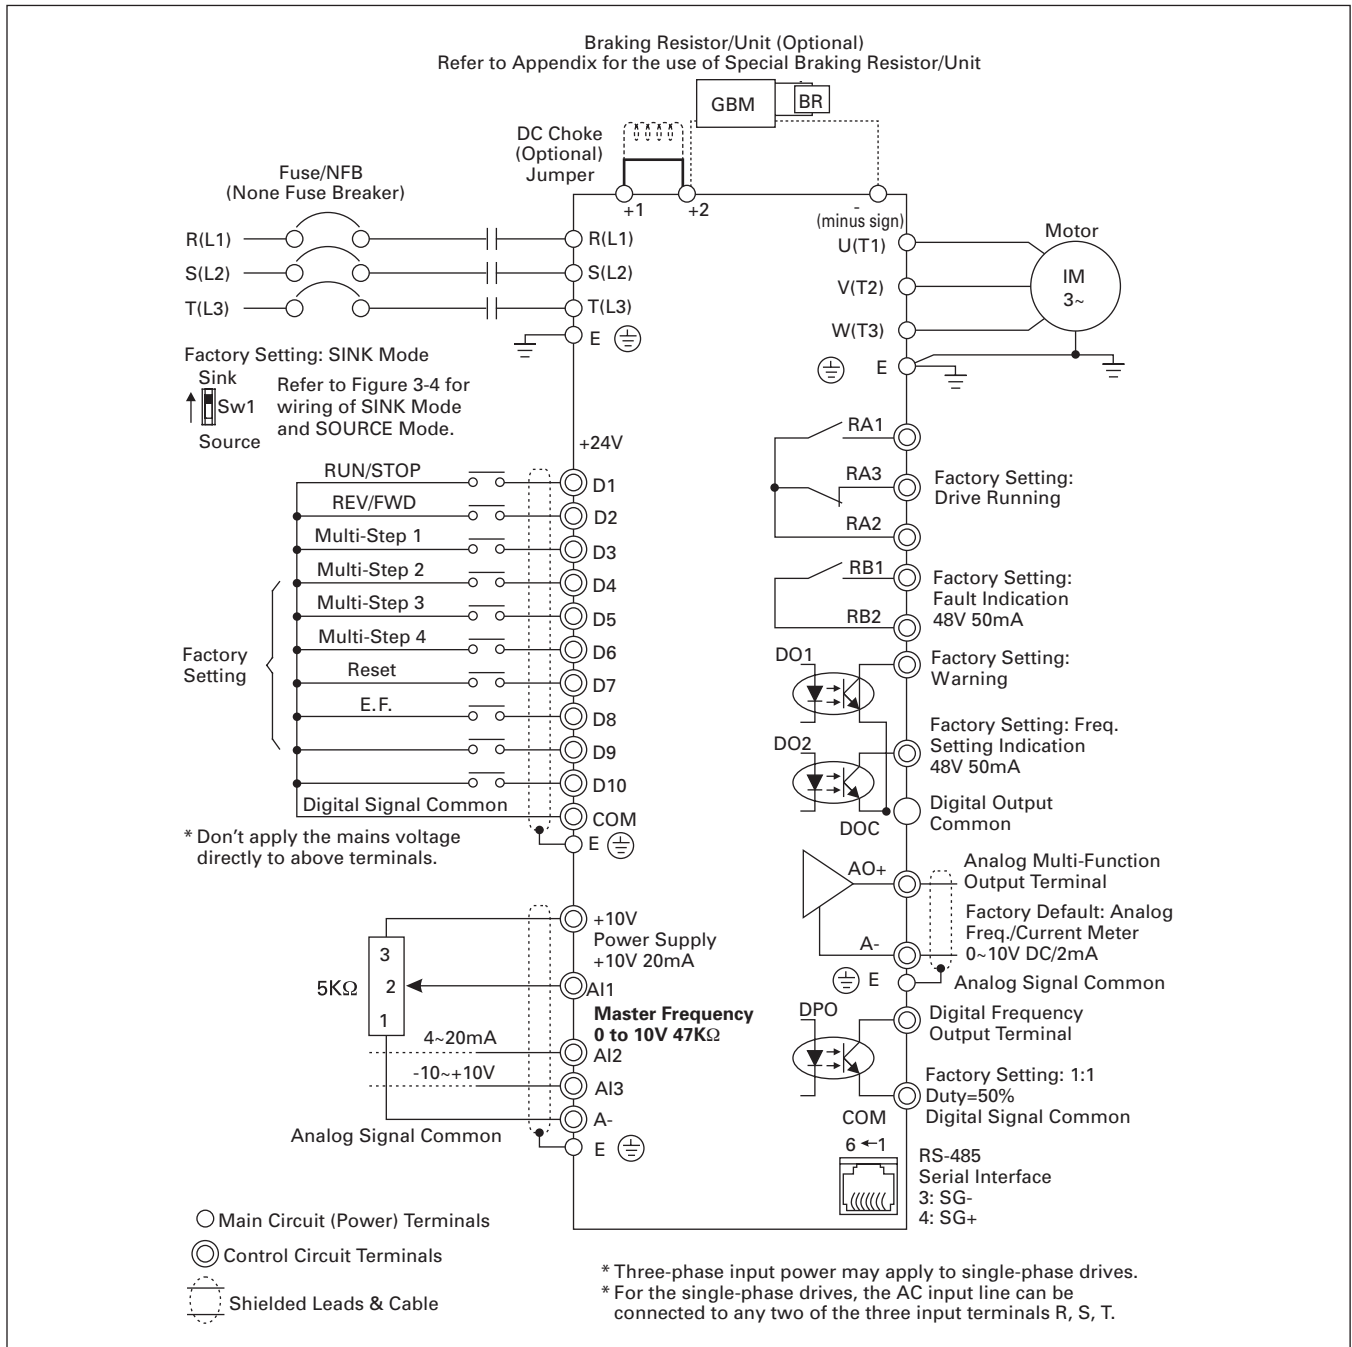 Braking Resistor/Unit (Optional)
Refer to Appendix for the use of Special Braking Resistor/Unit
GBM
BR
DC Choke
(Optional)
Jumper
+1
+2
-
(minus sign)
Fuse/NFB
(None Fuse Breaker)
R(L1)
S(L2)
T(L3)
R(L1)
S(L2)
T(L3)
E
U(T1)
V(T2)
W(T3)
E
Motor
IM
3~
Factory Setting: SINK Mode
Sink
Sw1
Source
Refer to Figure 3-4 for
wiring of SINK Mode
and SOURCE Mode.
+24V
RUN/STOP
D1
REV/FWD
D2
Multi-Step 1
D3
Multi-Step 2
D4
Multi-Step 3
D5
Multi-Step 4
D6
Reset
D7
E.F.
D8
D9
D10
Factory
Setting
Digital Signal Common
COM
E
* Don't apply the mains voltage
directly to above terminals.
RA1
RA3
RA2
Factory Setting:
Drive Running
RB1
RB2
Factory Setting:
Fault Indication
48V 50mA
DO1
Factory Setting:
Warning
DO2
Factory Setting: Freq.
Setting Indication
48V 50mA
DOC
Digital Output
Common
AO+
Analog Multi-Function
Output Terminal
Factory Default: Analog
Freq./Current Meter
0~10V DC/2mA
A-
E
Analog Signal Common
DPO
Digital Frequency
Output Terminal
Factory Setting: 1:1
Duty=50%
Digital Signal Common
COM
6 ←1
RS-485
Serial Interface
3: SG-
4: SG+
+10V
Power Supply
+10V 20mA
3
2
1
5KΩ
AI1
Master Frequency
0 to 10V 47KΩ
4~20mA
AI2
-10~+10V
AI3
A-
Analog Signal Common
E
Main Circuit (Power) Terminals
Control Circuit Terminals
Shielded Leads & Cable
* Three-phase input power may apply to single-phase drives.
* For the single-phase drives, the AC input line can be
connected to any two of the three input terminals R, S, T.